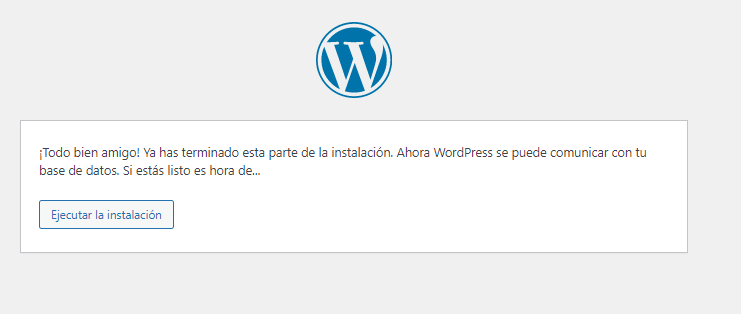 ¡Todo bien amigo! Ya has terminado esta parte de la instalación. Ahora WordPress se puede comunicar con tu
base de datos. Si estás listo es hora de...
Ejecutar la instalación